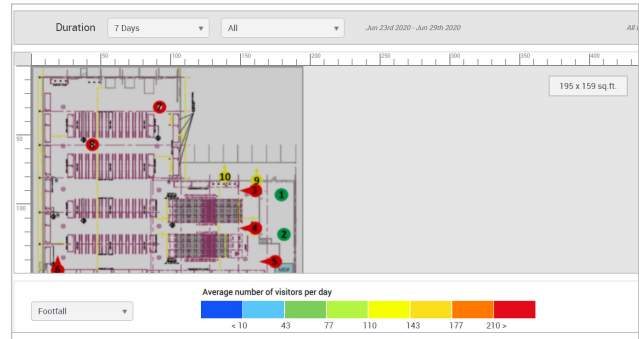 Duration 7 Days All Jun 23rd 2020 - Jun 29th 2020 All
50 100 150 200 250 300 350 400
195 x 159 sq.ft.
50
7
8
10 9
3 1
100
4 2
5
6
Average number of visitors per day
Footfall
< 10 43 77 110 143 177 210 >